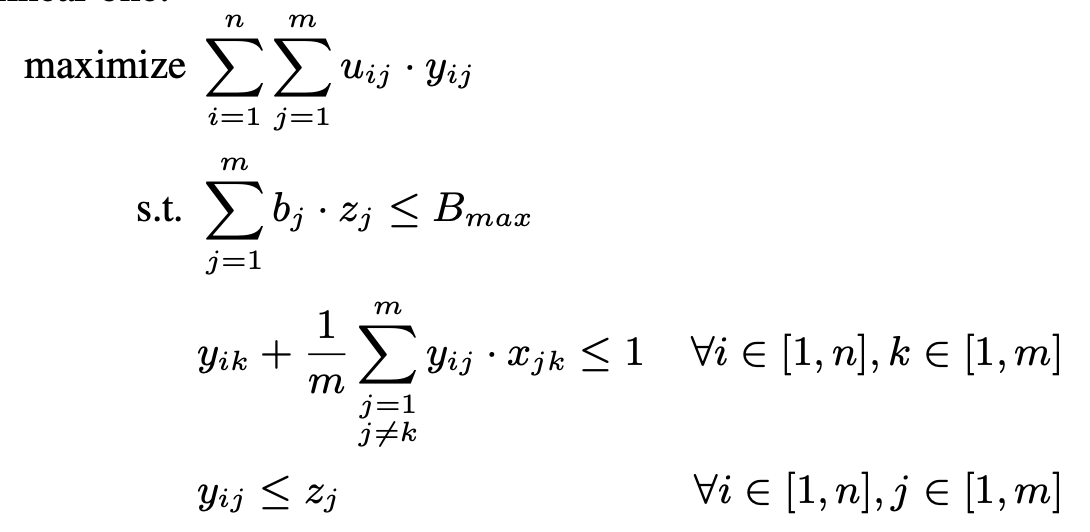 maximize \sum_{i=1}^{n} \sum_{j=1}^{m} u_{ij} \cdot y_{ij}
s.t. \sum_{j=1}^{m} b_j \cdot z_j \leq B_{max}
y_{ik} + \frac{1}{m} \sum_{\substack{j=1 \\ j \neq k}}^{m} y_{ij} \cdot x_{jk} \leq 1 \quad \forall i \in [1, n], k \in [1, m]
y_{ij} \leq z_j \quad \forall i \in [1, n], j \in [1, m]